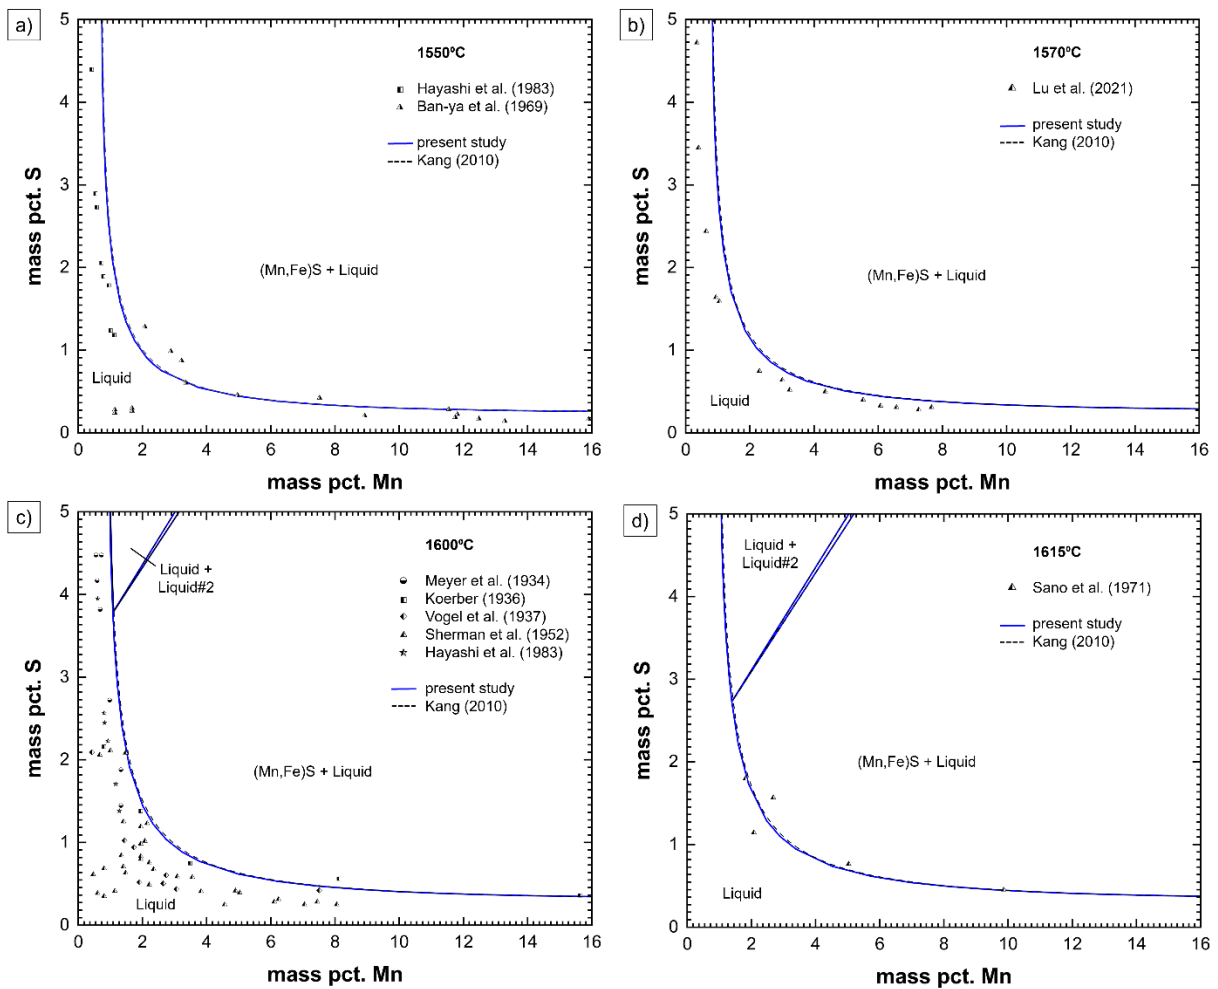 a)
5
4
3
2
1
0
mass pct. S
1550ºC
Hayashi et al. (1983)
Ban-ya et al. (1969)
present study
Kang (2010)
(Mn,Fe)S + Liquid
Liquid
0 2 4 6 8 10 12 14 16
mass pct. Mn
b)
5
4
3
2
1
0
mass pct. S
1570ºC
Lu et al. (2021)
present study
Kang (2010)
(Mn,Fe)S + Liquid
Liquid
0 2 4 6 8 10 12 14 16
mass pct. Mn
c)
5
4
3
2
1
0
mass pct. S
1600ºC
Liquid +
Liquid#2
Meyer et al. (1934)
Koerber (1936)
Vogel et al. (1937)
Sherman et al. (1952)
Hayashi et al. (1983)
present study
Kang (2010)
(Mn,Fe)S + Liquid
Liquid
0 2 4 6 8 10 12 14 16
mass pct. Mn
d)
5
4
3
2
1
0
mass pct. S
Liquid +
Liquid#2
1615ºC
Sano et al. (1971)
present study
Kang (2010)
(Mn,Fe)S + Liquid
Liquid
0 2 4 6 8 10 12 14 16
mass pct. Mn